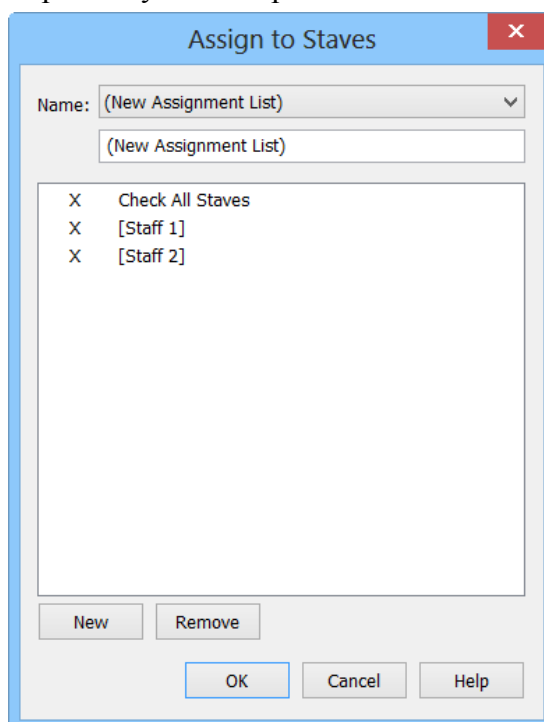 Assign to Staves
Name: (New Assignment List)
(New Assignment List)
X Check All Staves
X [Staff 1]
X [Staff 2]
New Remove
OK Cancel Help